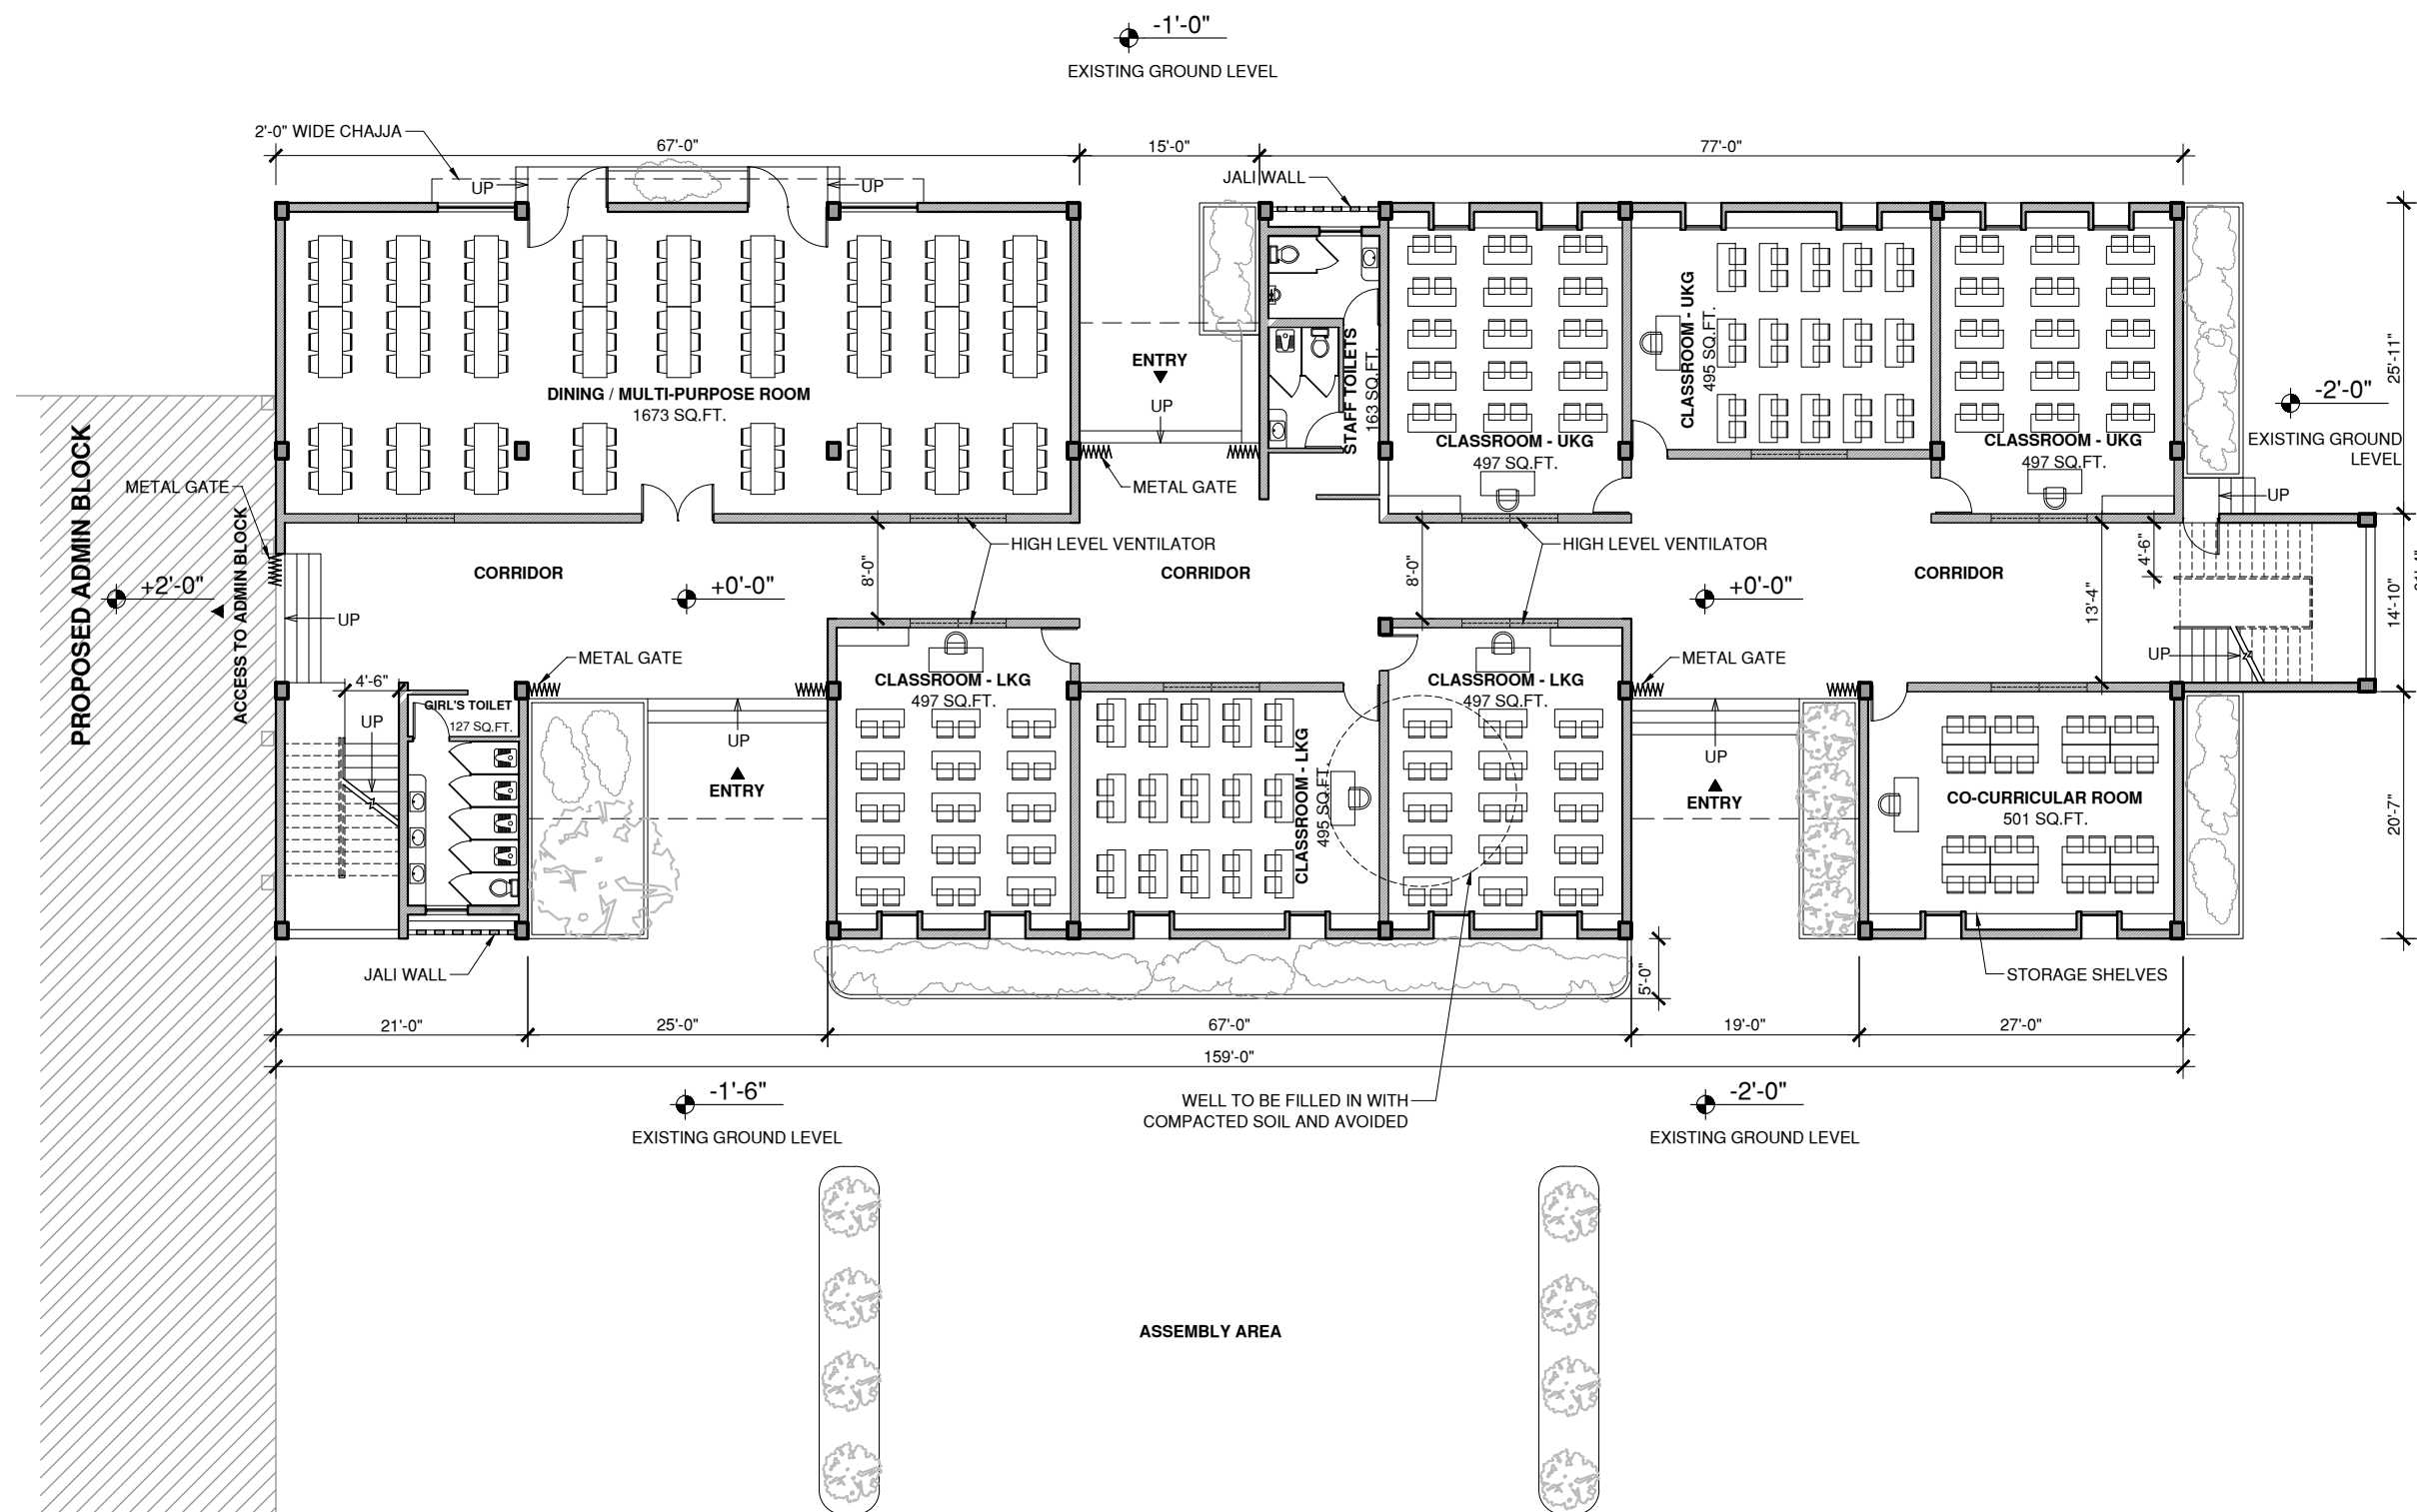 -1'-0"
EXISTING GROUND LEVEL
2'-0" WIDE CHAJJA
67'-0"
15'-0"
77'-0"
JALI WALL
UP
UP
DINING / MULTI-PURPOSE ROOM
1673 SQ.FT.
ENTRY
UP
METAL GATE
STAFF TOILETS
163 SQ.FT.
CLASSROOM - UKG
497 SQ.FT.
CLASSROOM - UKG
495 SQ.FT.
CLASSROOM - UKG
497 SQ.FT.
25'-11"
-2'-0"
EXISTING GROUND
LEVEL
UP
PROPOSED ADMIN BLOCK
METAL GATE
ACCESS TO ADMIN BLOCK
+2'-0"
UP
CORRIDOR
+0'-0"
8'-0"
HIGH LEVEL VENTILATOR
CORRIDOR
8'-0"
HIGH LEVEL VENTILATOR
+0'-0"
CORRIDOR
13'-4"
4'-6"
14'-10"
UP
METAL GATE
4'-6"
UP
GIRL'S TOILET
127 SQ.FT.
UP
ENTRY
CLASSROOM - LKG
497 SQ.FT.
CLASSROOM - LKG
495 SQ.FT.
CLASSROOM - LKG
497 SQ.FT.
METAL GATE
UP
ENTRY
CO-CURRICULAR ROOM
501 SQ.FT.
20'-7"
JALI WALL
STORAGE SHELVES
5'-0"
21'-0"
25'-0"
67'-0"
19'-0"
27'-0"
159'-0"
-1'-6"
EXISTING GROUND LEVEL
WELL TO BE FILLED IN WITH
COMPACTED SOIL AND AVOIDED
-2'-0"
EXISTING GROUND LEVEL
ASSEMBLY AREA